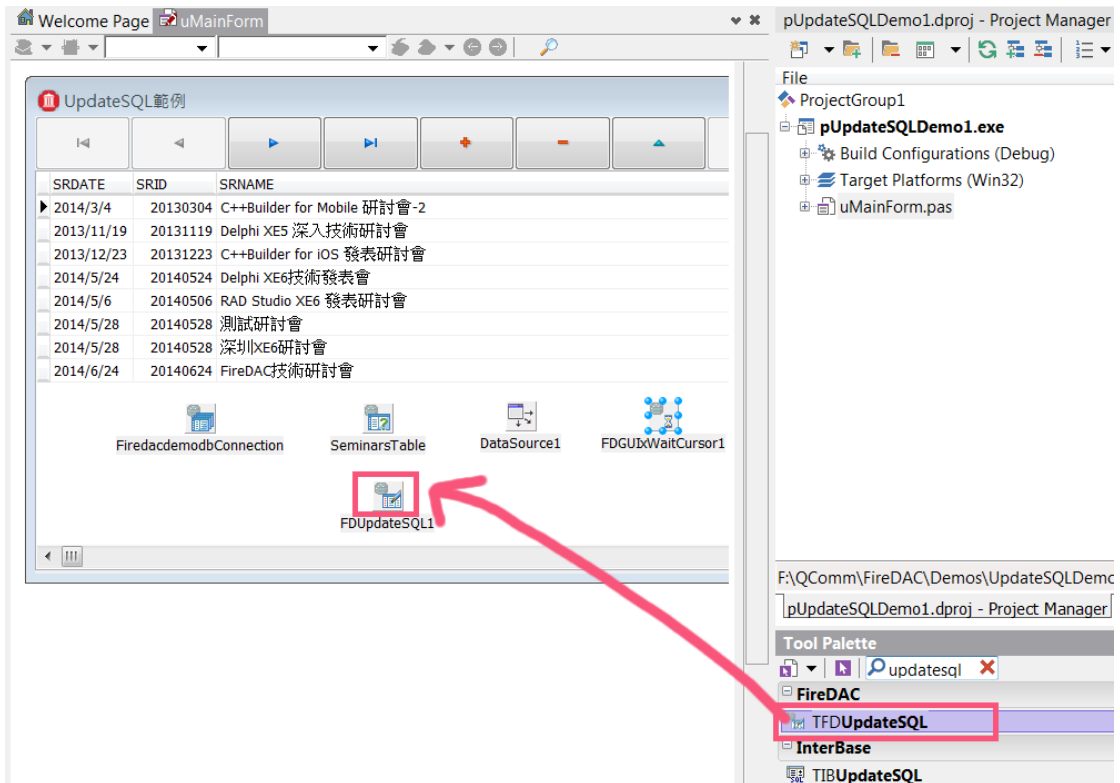 Welcome Page uMainForm
pUpdateSQLDemo1.dproj - Project Manager
File
ProjectGroup1
pUpdateSQLDemo1.exe
Build Configurations (Debug)
Target Platforms (Win32)
uMainForm.pas
UpdateSQL範例
SRDATE SRID SRNAME
2014/3/4 20130304 C++Builder for Mobile 研討會-2
2013/11/19 20131119 Delphi XE5 深入技術研討會
2013/12/23 20131223 C++Builder for iOS 發表研討會
2014/5/24 20140524 Delphi XE6技術發表會
2014/5/6 20140506 RAD Studio XE6 發表研討會
2014/5/28 20140528 測試研討會
2014/5/28 20140528 深圳XE6研討會
2014/6/24 20140624 FireDAC技術研討會
FiredacdemodbConnection SeminarsTable DataSource1 FDGUIxWaitCursor1
FDUpdateSQL1
F:\QComm\FireDAC\Demos\UpdateSQLDemo
pUpdateSQLDemo1.dproj - Project Manager
Tool Palette
updatesql
FireDAC
TFDUpdateSQL
InterBase
TIBUpdateSQL